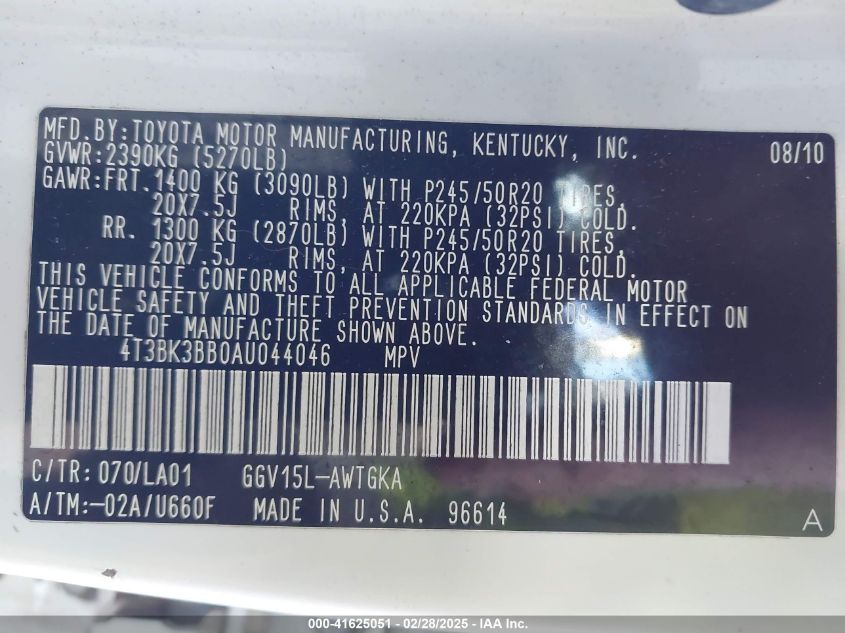 MFD.BY:TOYOTA MOTOR MANUFACTURING, KENTUCKY, INC. 08/10
GVWR:2390KG (5270LB)
GAWR:FRT.1400 KG (3090LB) WITH P245/50R20 TIRES,
20X7.5J RIMS, AT 220KPA (32PSI) COLD.
RR. 1300 KG (2870LB) WITH P245/50R20 TIRES,
20X7.5J RIMS, AT 220KPA (32PSI) COLD.
THIS VEHICLE CONFORMS TO ALL APPLICABLE FEDERAL MOTOR
VEHICLE SAFETY AND THEFT PREVENTION STANDARDS IN EFFECT ON
THE DATE OF MANUFACTURE SHOWN ABOVE.
4T3BK3BB0AU044046 MPV
C/TR: 070/LA01 GGV15L-AWTGKA
A/TM:-02A/U660F MADE IN U.S.A. 96614 A
000-41625051 - 02/28/2025 - IAA Inc.